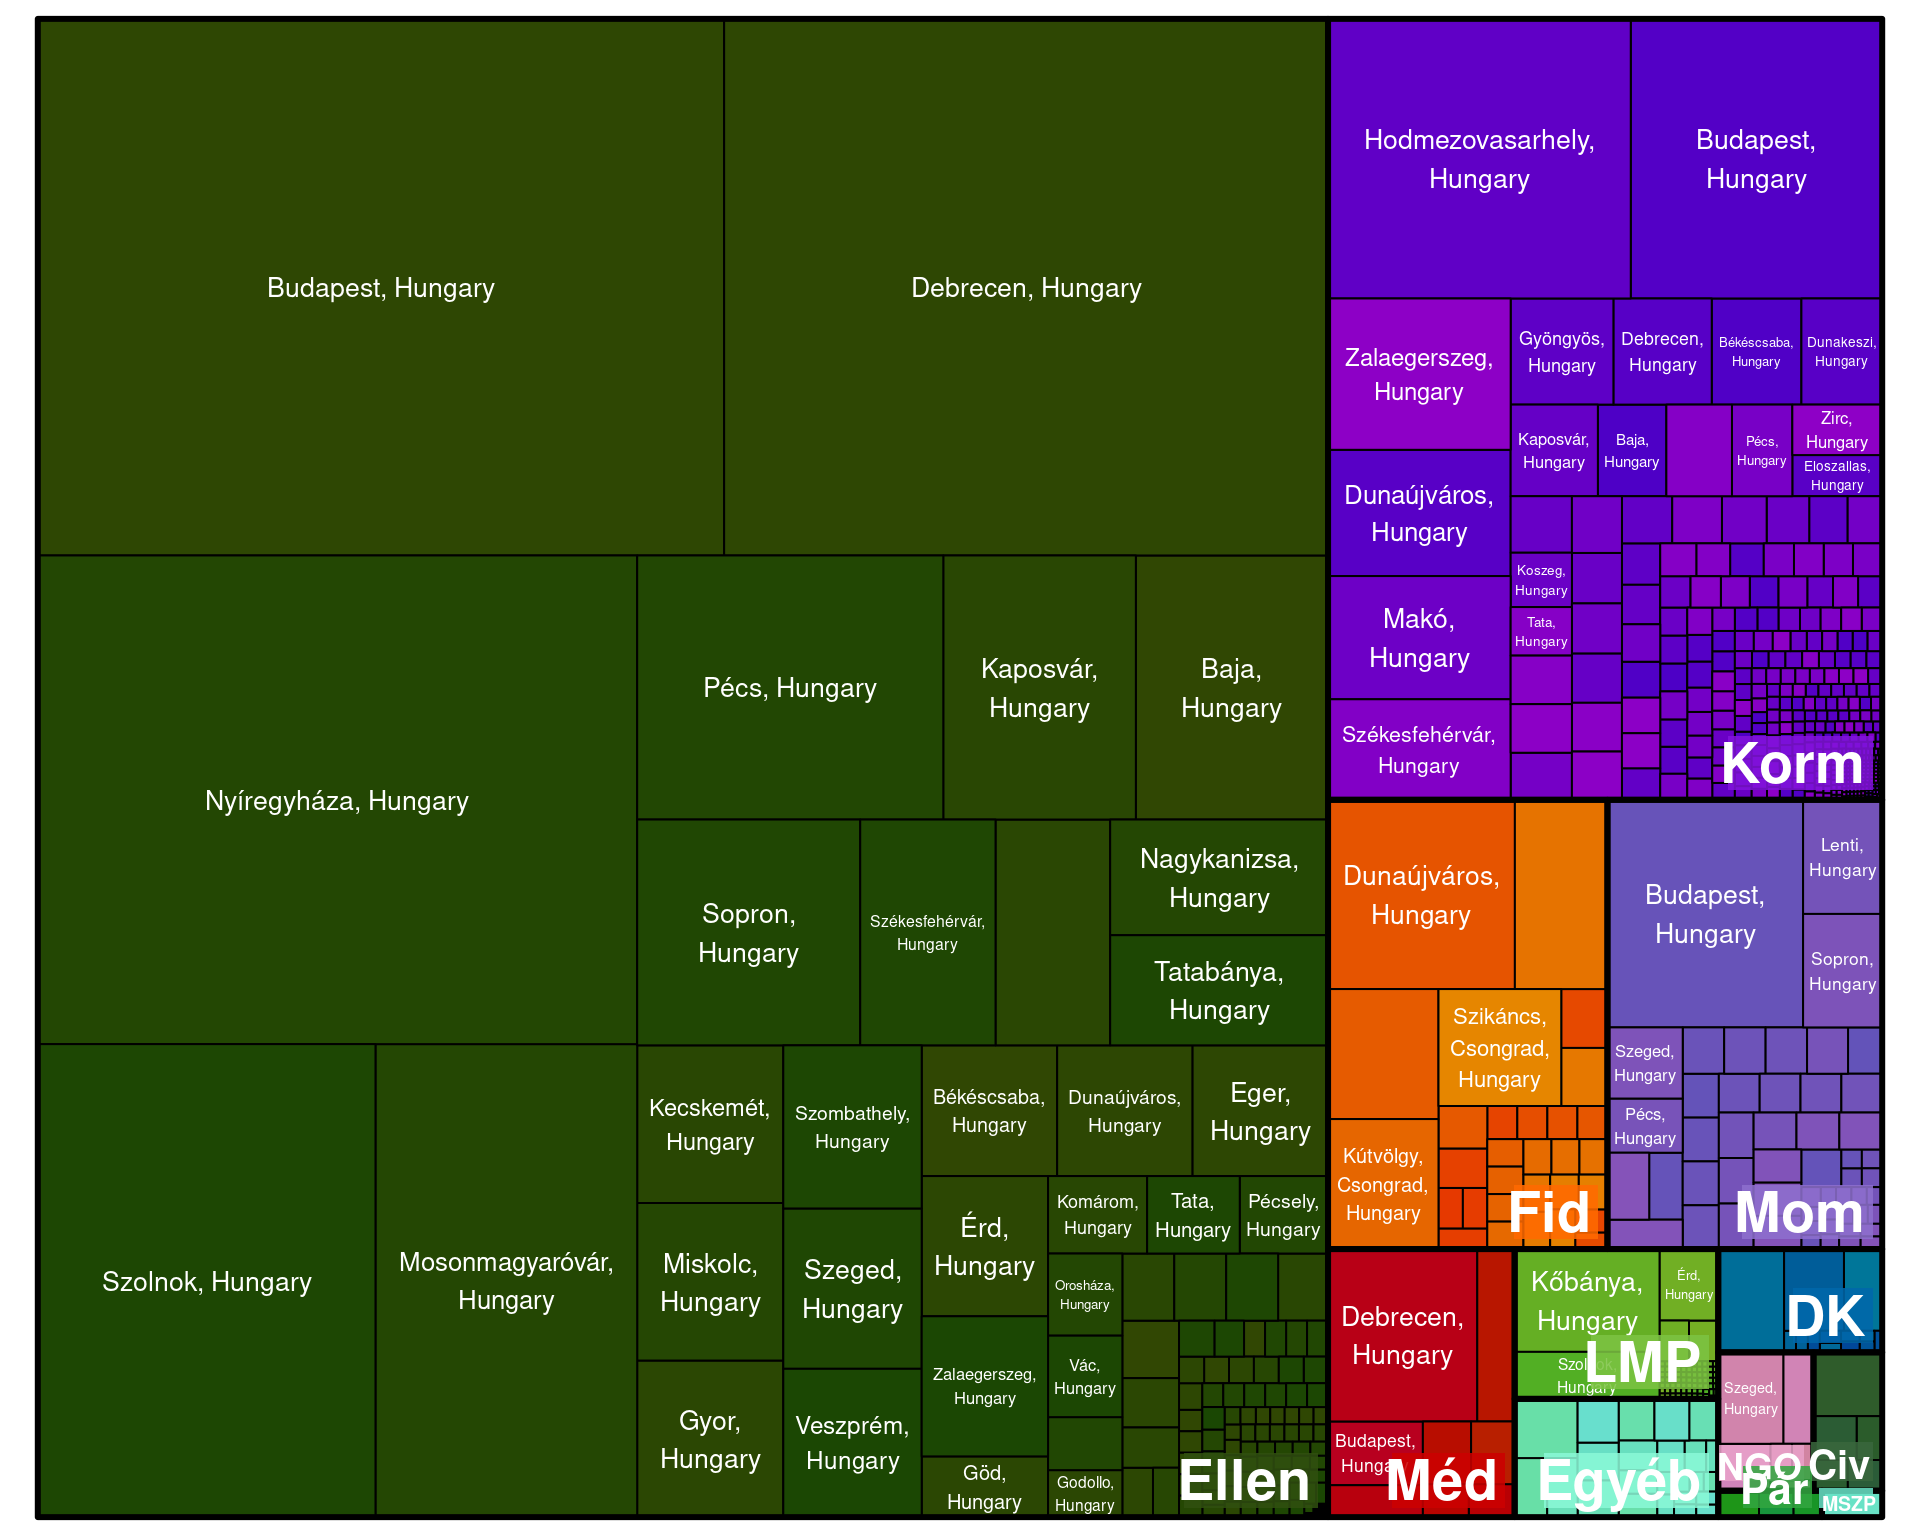 Budapest, Hungary
Debrecen, Hungary
Nyíregyháza, Hungary
Pécs, Hungary
Kaposvár,
Hungary
Baja,
Hungary
Sopron,
Hungary
Székesfehérvár,
Hungary
Nagykanizsa,
Hungary
Tatabánya,
Hungary
Szolnok, Hungary
Mosonmagyaróvár,
Hungary
Kecskemét,
Hungary
Szombathely,
Hungary
Békéscsaba,
Hungary
Dunaújváros,
Hungary
Eger,
Hungary
Miskolc,
Hungary
Szeged,
Hungary
Érd,
Hungary
Komárom,
Hungary
Tata,
Hungary
Pécsely,
Hungary
Orosháza,
Hungary
Zalaegerszeg,
Hungary
Vác,
Hungary
Gyor,
Hungary
Veszprém,
Hungary
Göd,
Hungary
Godollo,
Hungary
Ellen
Hodmezovasarhely,
Hungary
Budapest,
Hungary
Zalaegerszeg,
Hungary
Gyöngyös,
Hungary
Debrecen,
Hungary
Békéscsaba,
Hungary
Dunakeszi,
Hungary
Kaposvár,
Hungary
Baja,
Hungary
Pécs,
Hungary
Zirc,
Hungary
Eloszallas,
Hungary
Dunaújváros,
Hungary
Koszeg,
Hungary
Makó,
Hungary
Tata,
Hungary
Székesfehérvár,
Hungary
Korm
Dunaújváros,
Hungary
Szikáncs,
Csongrad,
Hungary
Kútvölgy,
Csongrad,
Hungary
Fid
Budapest,
Hungary
Lenti,
Hungary
Sopron,
Hungary
Szeged,
Hungary
Pécs,
Hungary
Mom
Debrecen,
Hungary
Budapest,
Hungary
Méd
Kőbánya,
Hungary
Érd,
Hungary
Szolnok,
Hungary
LMP
Egyéb
DK
Szeged,
Hungary
NGO
Civ
Pár
MSZP